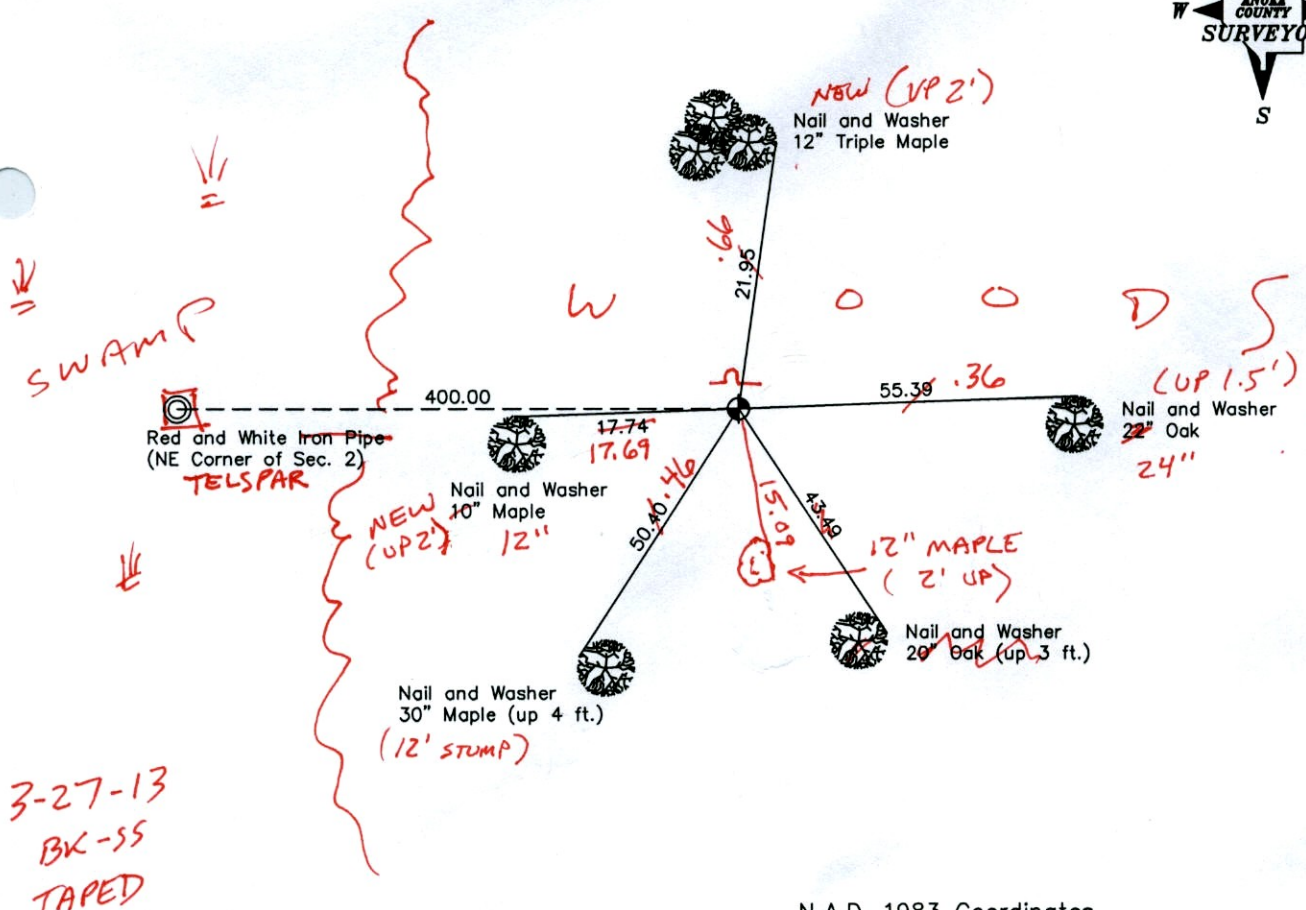 ANOKA
W COUNTY
SURVEYO
S
NEW (UP 2')
Nail and Washer
12" Triple Maple
.66
21.95
SWAMP
W O O D S
400.00
55.39 .36
(UP 1.5')
Nail and Washer
22" Oak
24"
Red and White Iron Pipe
(NE Corner of Sec. 2)
TELSPAR
17.74
17.69
NEW
(UP 2')
Nail and Washer
10" Maple
12"
50.40 .46
15.09
43.49
12" MAPLE
(2' UP)
Nail and Washer
20" Oak (up 3 ft.)
Nail and Washer
30" Maple (up 4 ft.)
(12' STUMP)
3-27-13
BK-SS
TAPED
N.A.D. 1983 Coordinates